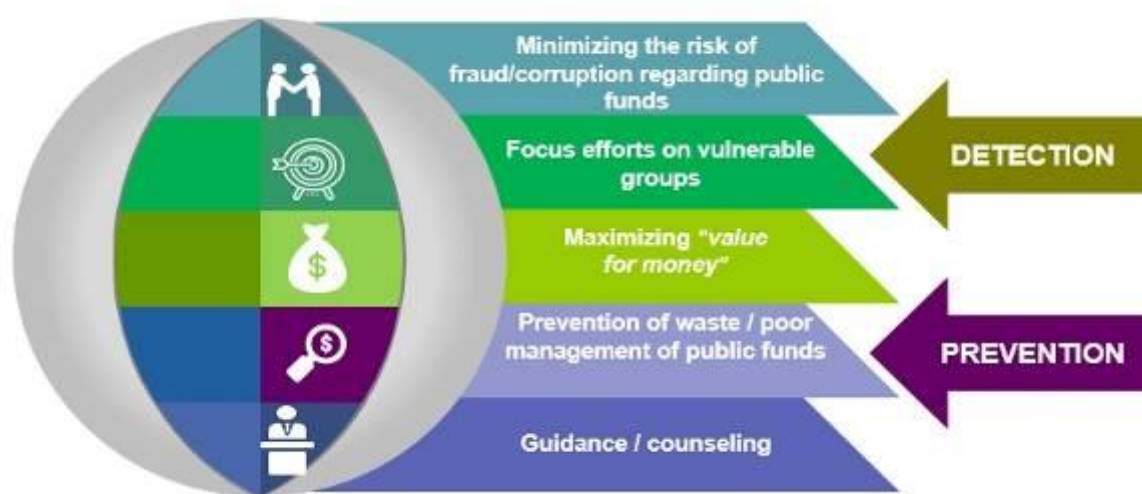 Minimizing the risk of
fraud/corruption regarding public
funds
Focus efforts on vulnerable
groups
Maximizing "value
for money"
Prevention of waste / poor
management of public funds
Guidance / counseling
DETECTION
PREVENTION
$
$